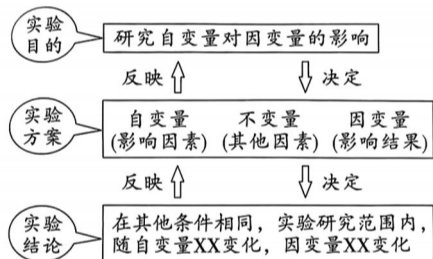 实验
目的
研究自变量对因变量的影响
反映 决定
实验
方案
自变量 不变量 因变量
(影响因素) (其他因素) (影响结果)
反映 决定
实验
结论
在其他条件相同，实验研究范围内，
随自变量XX变化，因变量XX变化